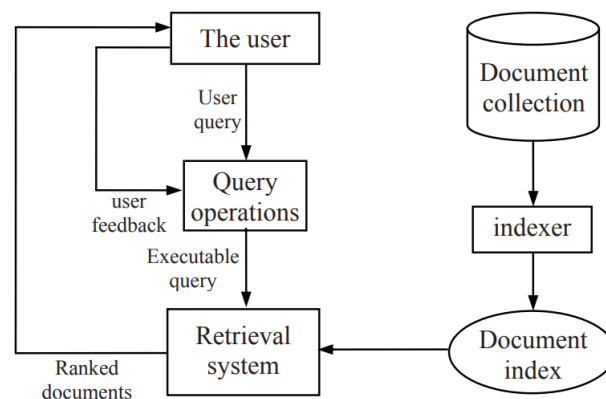 The user
Document
collection
User
query
user
feedback
Query
operations
indexer
Executable
query
Retrieval
system
Document
index
Ranked
documents